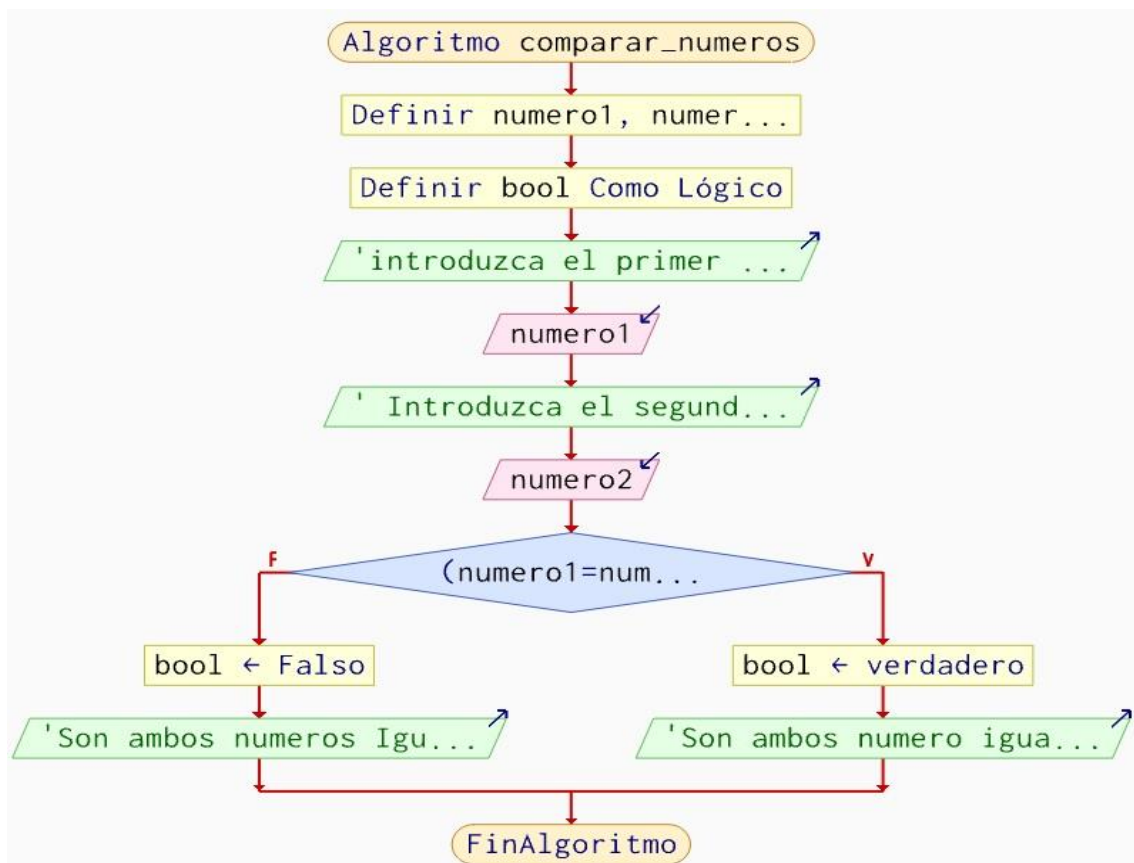 Algoritmo comparar_numeros
Definir numero1, numer...
Definir bool Como Lógico
'introduzca el primer ...
numero1
' Introduzca el segund...
numero2
F
V
(numero1=num...
bool ← Falso
bool ← verdadero
'Son ambos numeros Igu...
'Son ambos numero igua...
FinAlgoritmo